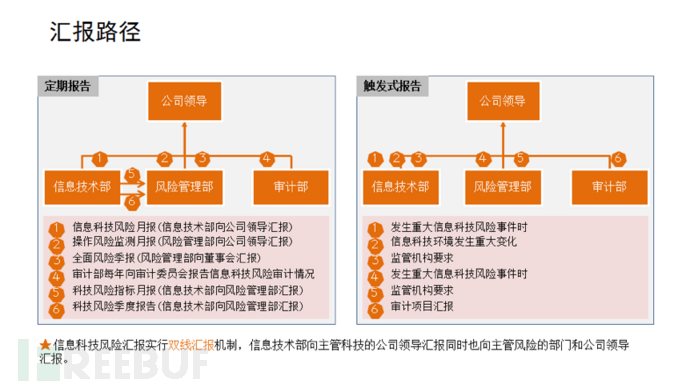 汇报路径
定期报告
公司领导
1
2
3
4
5
6
信息技术部
风险管理部
审计部
1 信息科技风险月报(信息技术部向公司领导汇报)
2 操作风险监测月报(风险管理部向公司领导汇报)
3 全面风险季报(风险管理部向董事会汇报)
4 审计部每年向审计委员会报告信息科技风险审计情况
5 科技风险指标月报(信息技术部向风险管理部汇报)
6 科技风险季度报告(信息技术部向风险管理部汇报)
触发式报告
公司领导
1
2
3
4
5
6
信息技术部
风险管理部
审计部
1 发生重大信息科技风险事件时
2 信息科技环境发生重大变化
3 监管机构要求
4 发生重大信息科技风险事件时
5 监管机构要求
6 审计项目汇报
信息科技风险汇报实行双线汇报机制，信息技术部向主管科技的公司领导汇报同时也向主管风险的部门和公司领导
汇报。
REEBUF